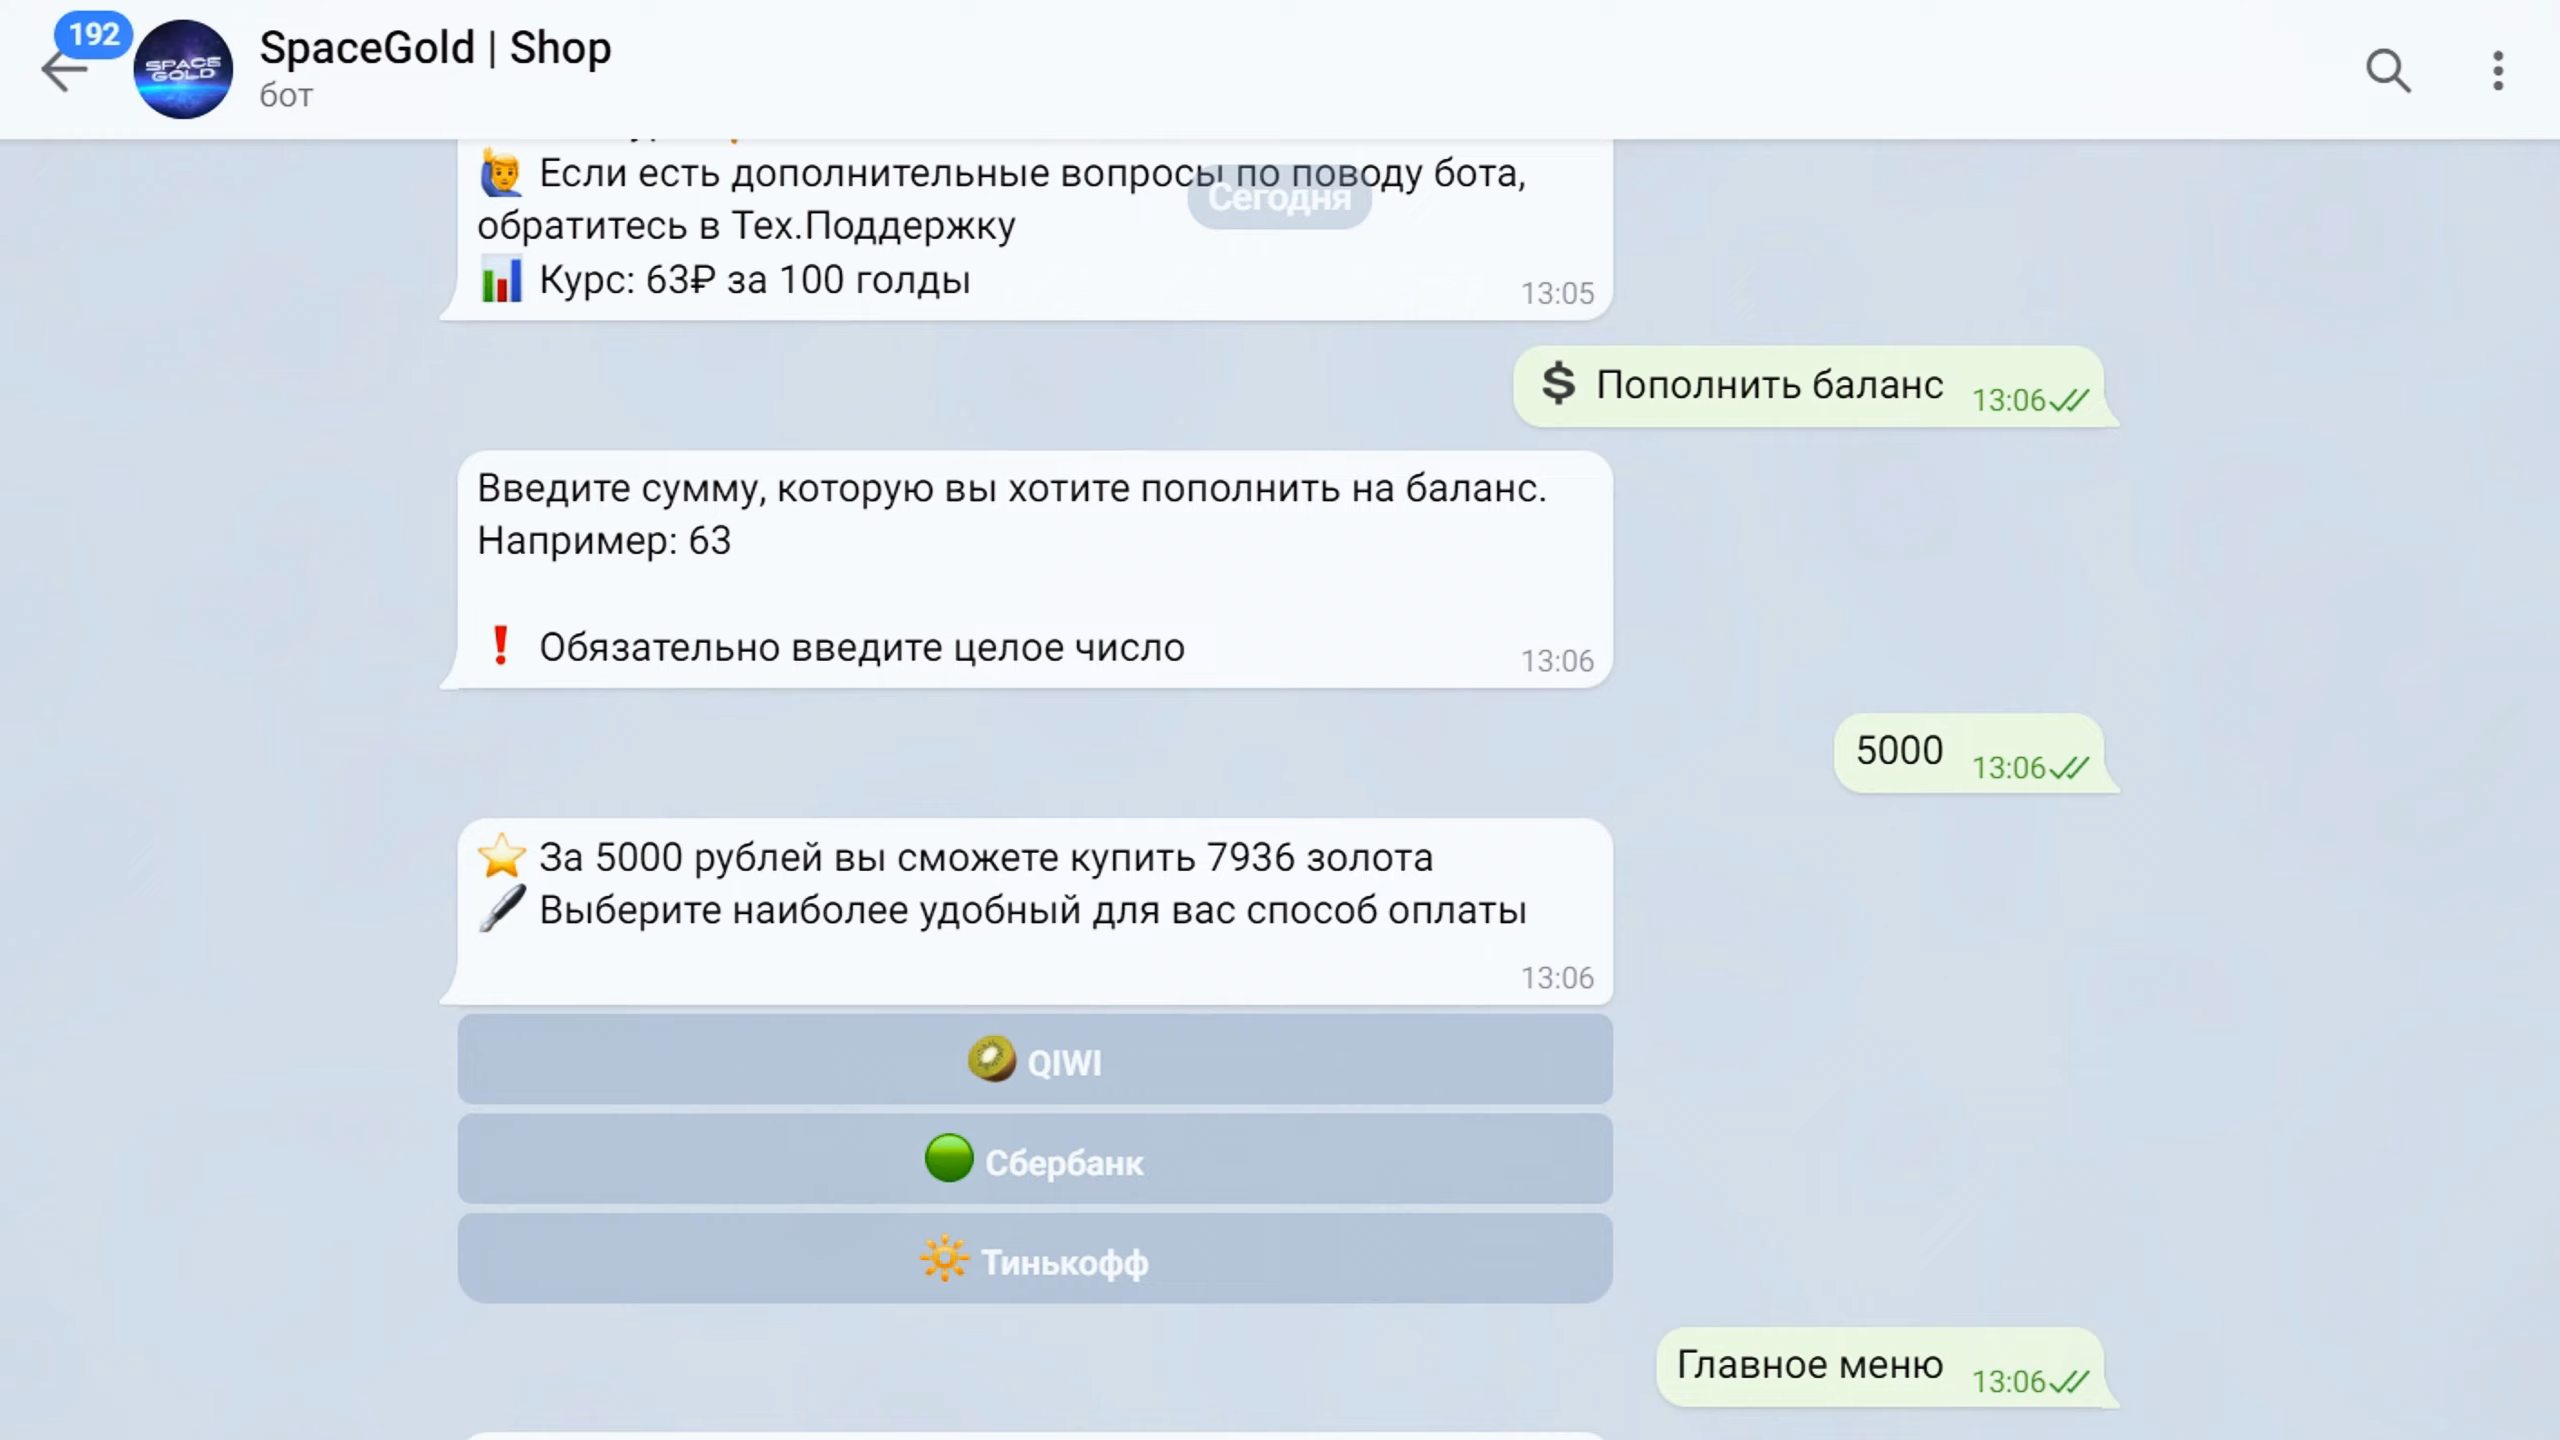 192
SpaceGold | Shop
бот
SPACE
GOLD
Если есть дополнительные вопросы по поводу бота,
Сегодня
обратитесь в Тех.Поддержку
Курс: 63₽ за 100 голды
13:05
Пополнить баланс 13:06
Введите сумму, которую вы хотите пополнить на баланс.
Например: 63
Обязательно введите целое число
13:06
5000 13:06
За 5000 рублей вы сможете купить 7936 золота
Выберите наиболее удобный для вас способ оплаты
13:06
QIWI
Сбербанк
Тинькофф
Главное меню 13:06